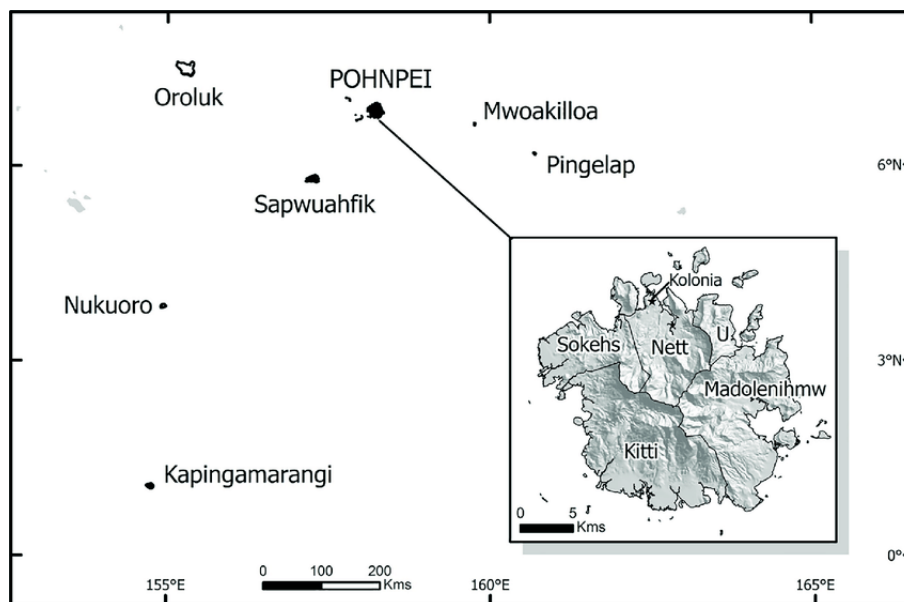 POHNPEI
Oroluk
Mwoakilloa
Pingelap
6°N
Sapwuahfik
Kolonia
Nukuoro
U
Sokehs
Nett
3°N
Madolenihmw
Kitti
Kapingamarangi
0 5
Kms
0°
0 100 200
Kms
155°E 160°E 165°E